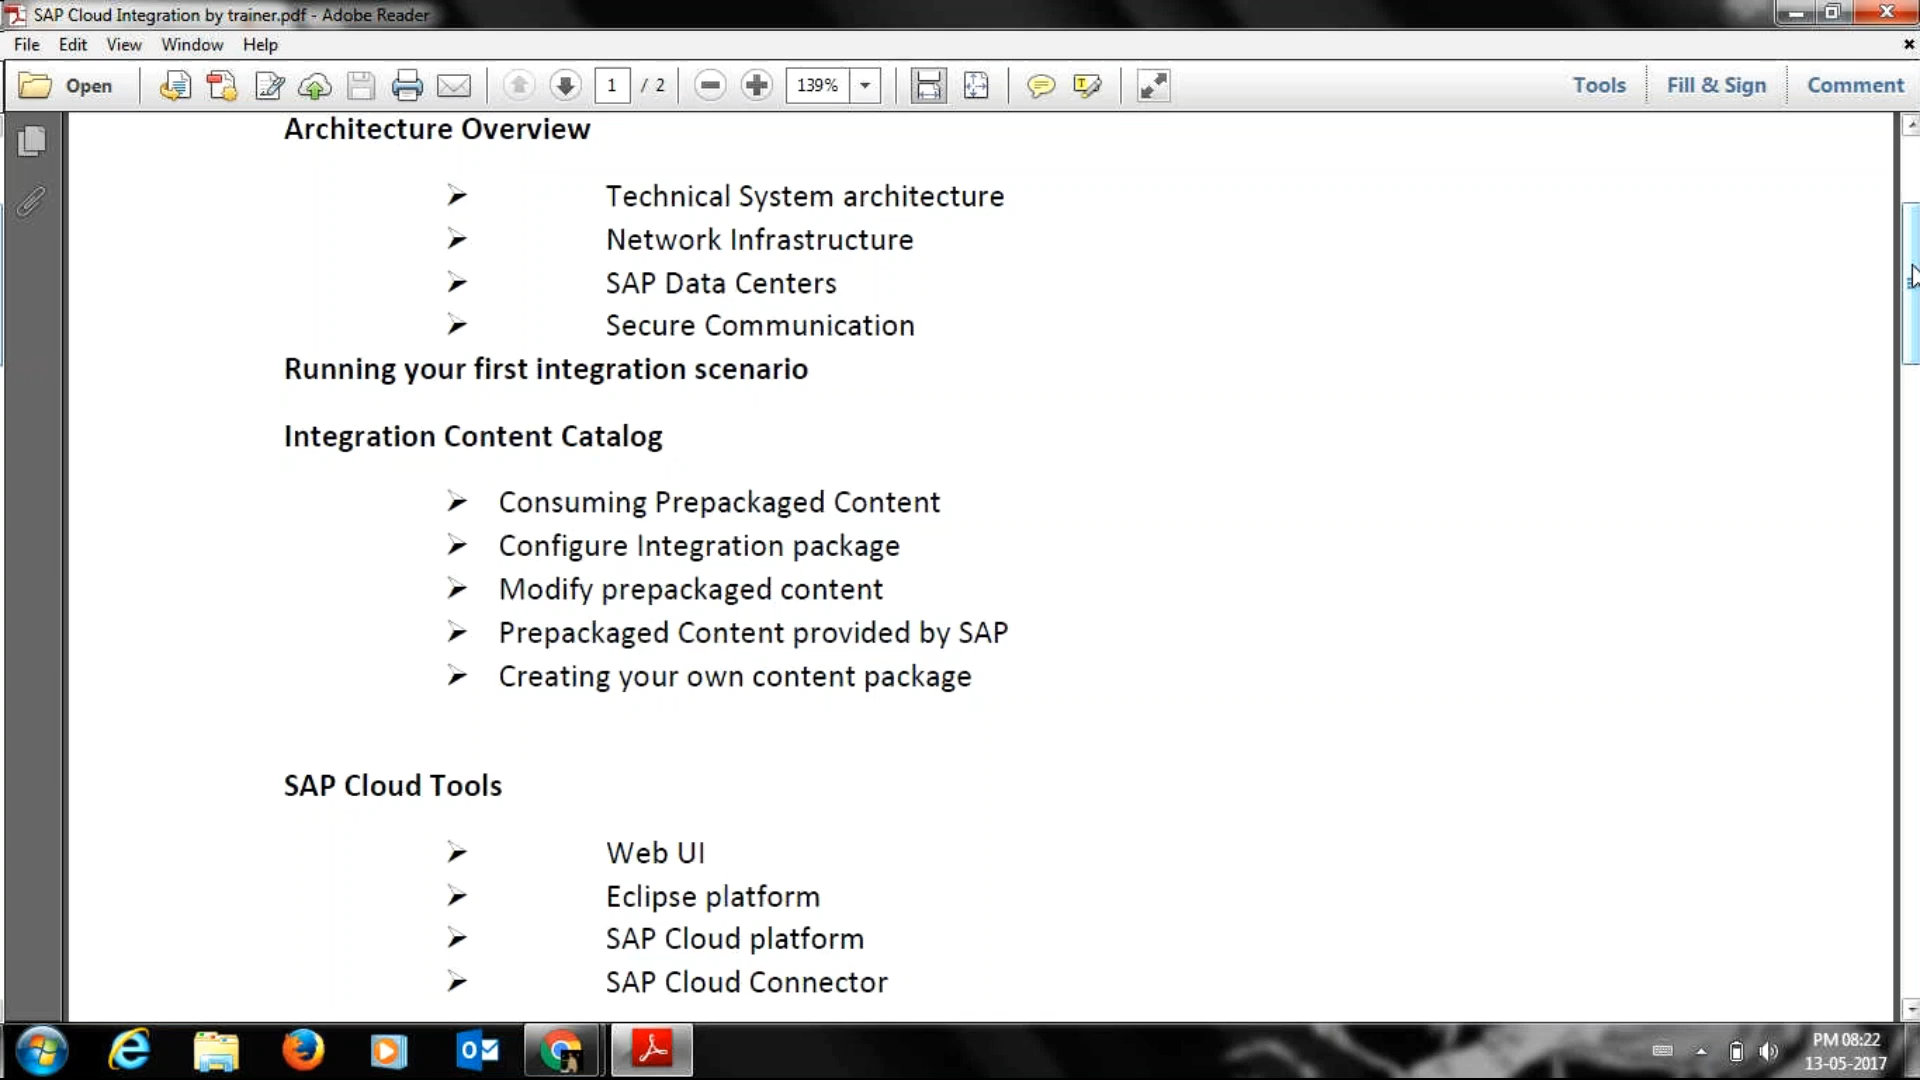 SAP Cloud Integration by trainer.pdf - Adobe Reader
File Edit View Window Help
Open 1 / 2 139% Tools Fill & Sign Comment
Architecture Overview
Technical System architecture
Network Infrastructure
SAP Data Centers
Secure Communication
Running your first integration scenario
Integration Content Catalog
Consuming Prepackaged Content
Configure Integration package
Modify prepackaged content
Prepackaged Content provided by SAP
Creating your own content package
SAP Cloud Tools
Web UI
Eclipse platform
SAP Cloud platform
SAP Cloud Connector
PM 08:22
13-05-2017